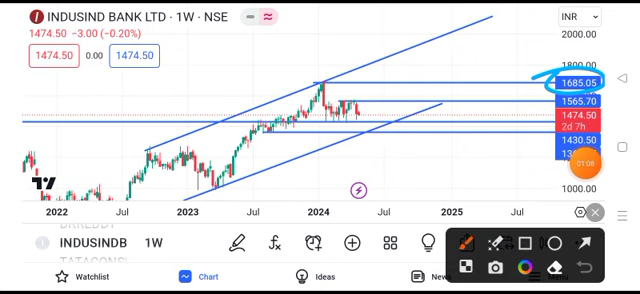 INDUSIND BANK LTD · 1W · NSE
INR
1474.50 −3.00 (−0.20%)
1474.50 0.00 1474.50
2000.00
1800.00
1685.05
1565.70
1474.50
2d 7h
1430.50
01:08
1000.00
2022 Jul 2023 Jul 2024 Jul 2025 Jul
INDUSINDB 1W
Watchlist Chart Ideas News Menu